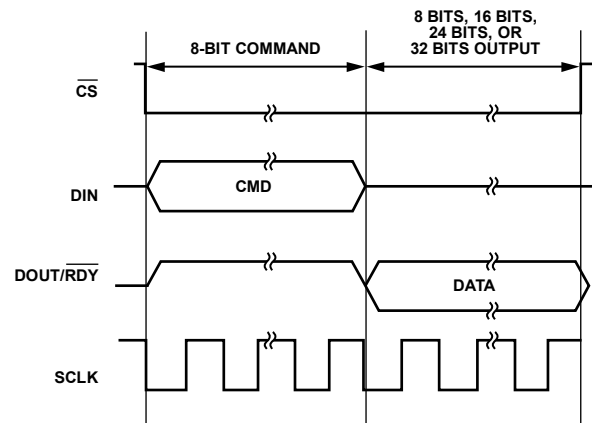 8 BITS, 16 BITS,
24 BITS, OR
32 BITS OUTPUT
8-BIT COMMAND
CS
DIN
CMD
DOUT/RDY
DATA
SCLK